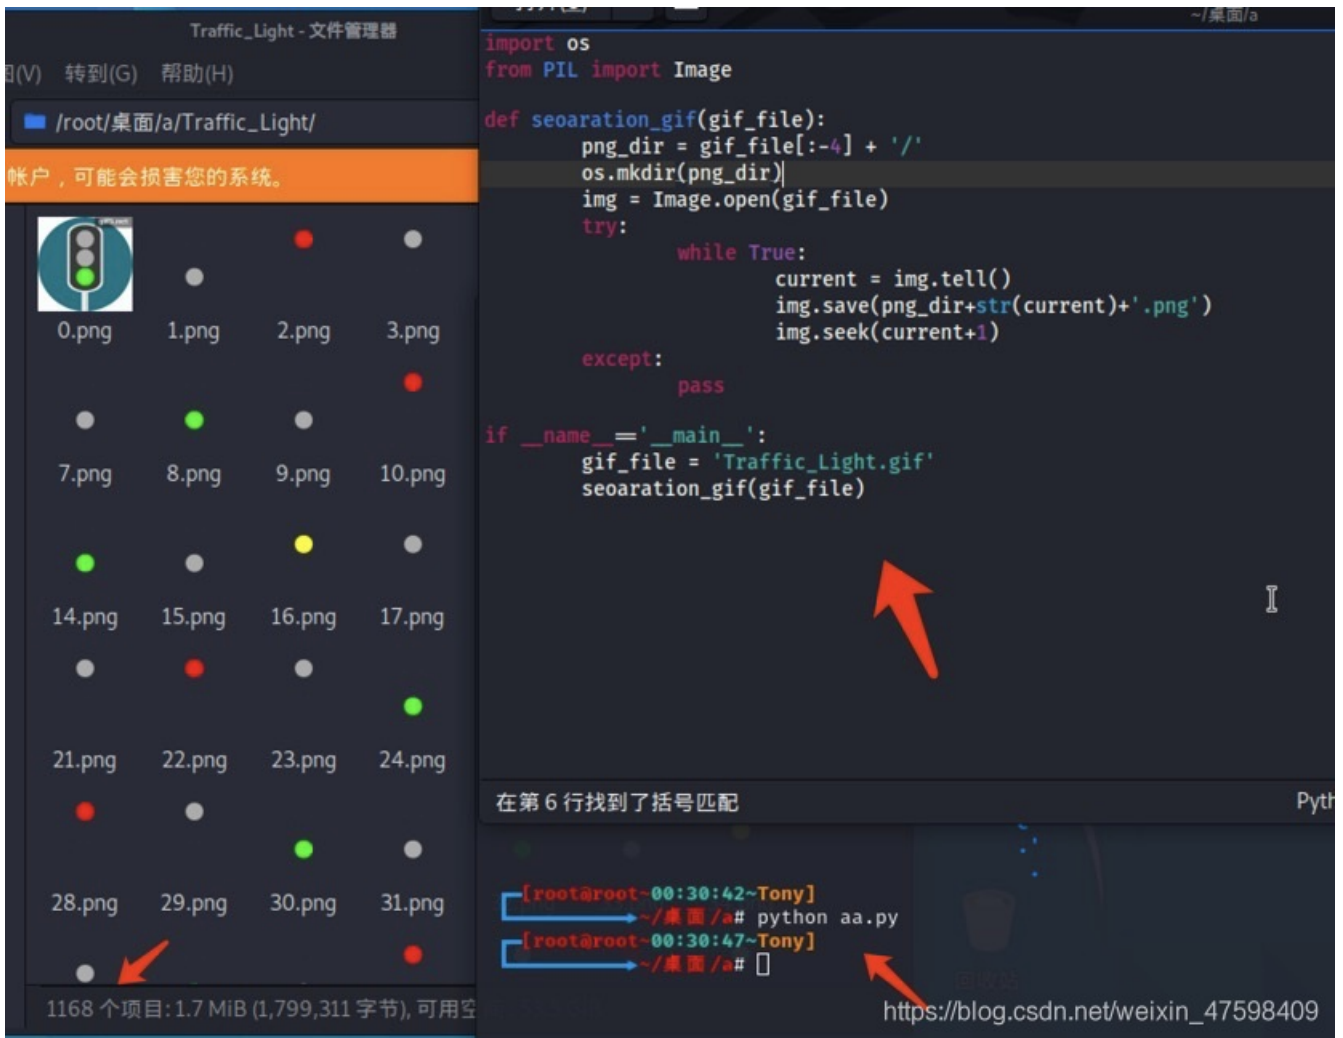 Traffic_Light - 文件管理器
(V) 转到(G) 帮助(H)
/root/桌面/a/Traffic_Light/
帐户，可能会损害您的系统。
0.png 1.png 2.png 3.png
7.png 8.png 9.png 10.png
14.png 15.png 16.png 17.png
21.png 22.png 23.png 24.png
28.png 29.png 30.png 31.png
1168 个项目: 1.7 MiB (1,799,311 字节), 可用空
~/桌面/a
import os
from PIL import Image
def seoaration_gif(gif_file):
png_dir = gif_file[:-4] + '/'
os.mkdir(png_dir)
img = Image.open(gif_file)
try:
while True:
current = img.tell()
img.save(png_dir+str(current)+'.png')
img.seek(current+1)
except:
pass
if __name__=='__main__':
gif_file = 'Traffic_Light.gif'
seoaration_gif(gif_file)
在第 6 行找到了括号匹配
Pyth
[root@root~00:30:42~Tony]
~/桌面/a# python aa.py
[root@root~00:30:47~Tony]
~/桌面/a#
回收站
https://blog.csdn.net/weixin_47598409